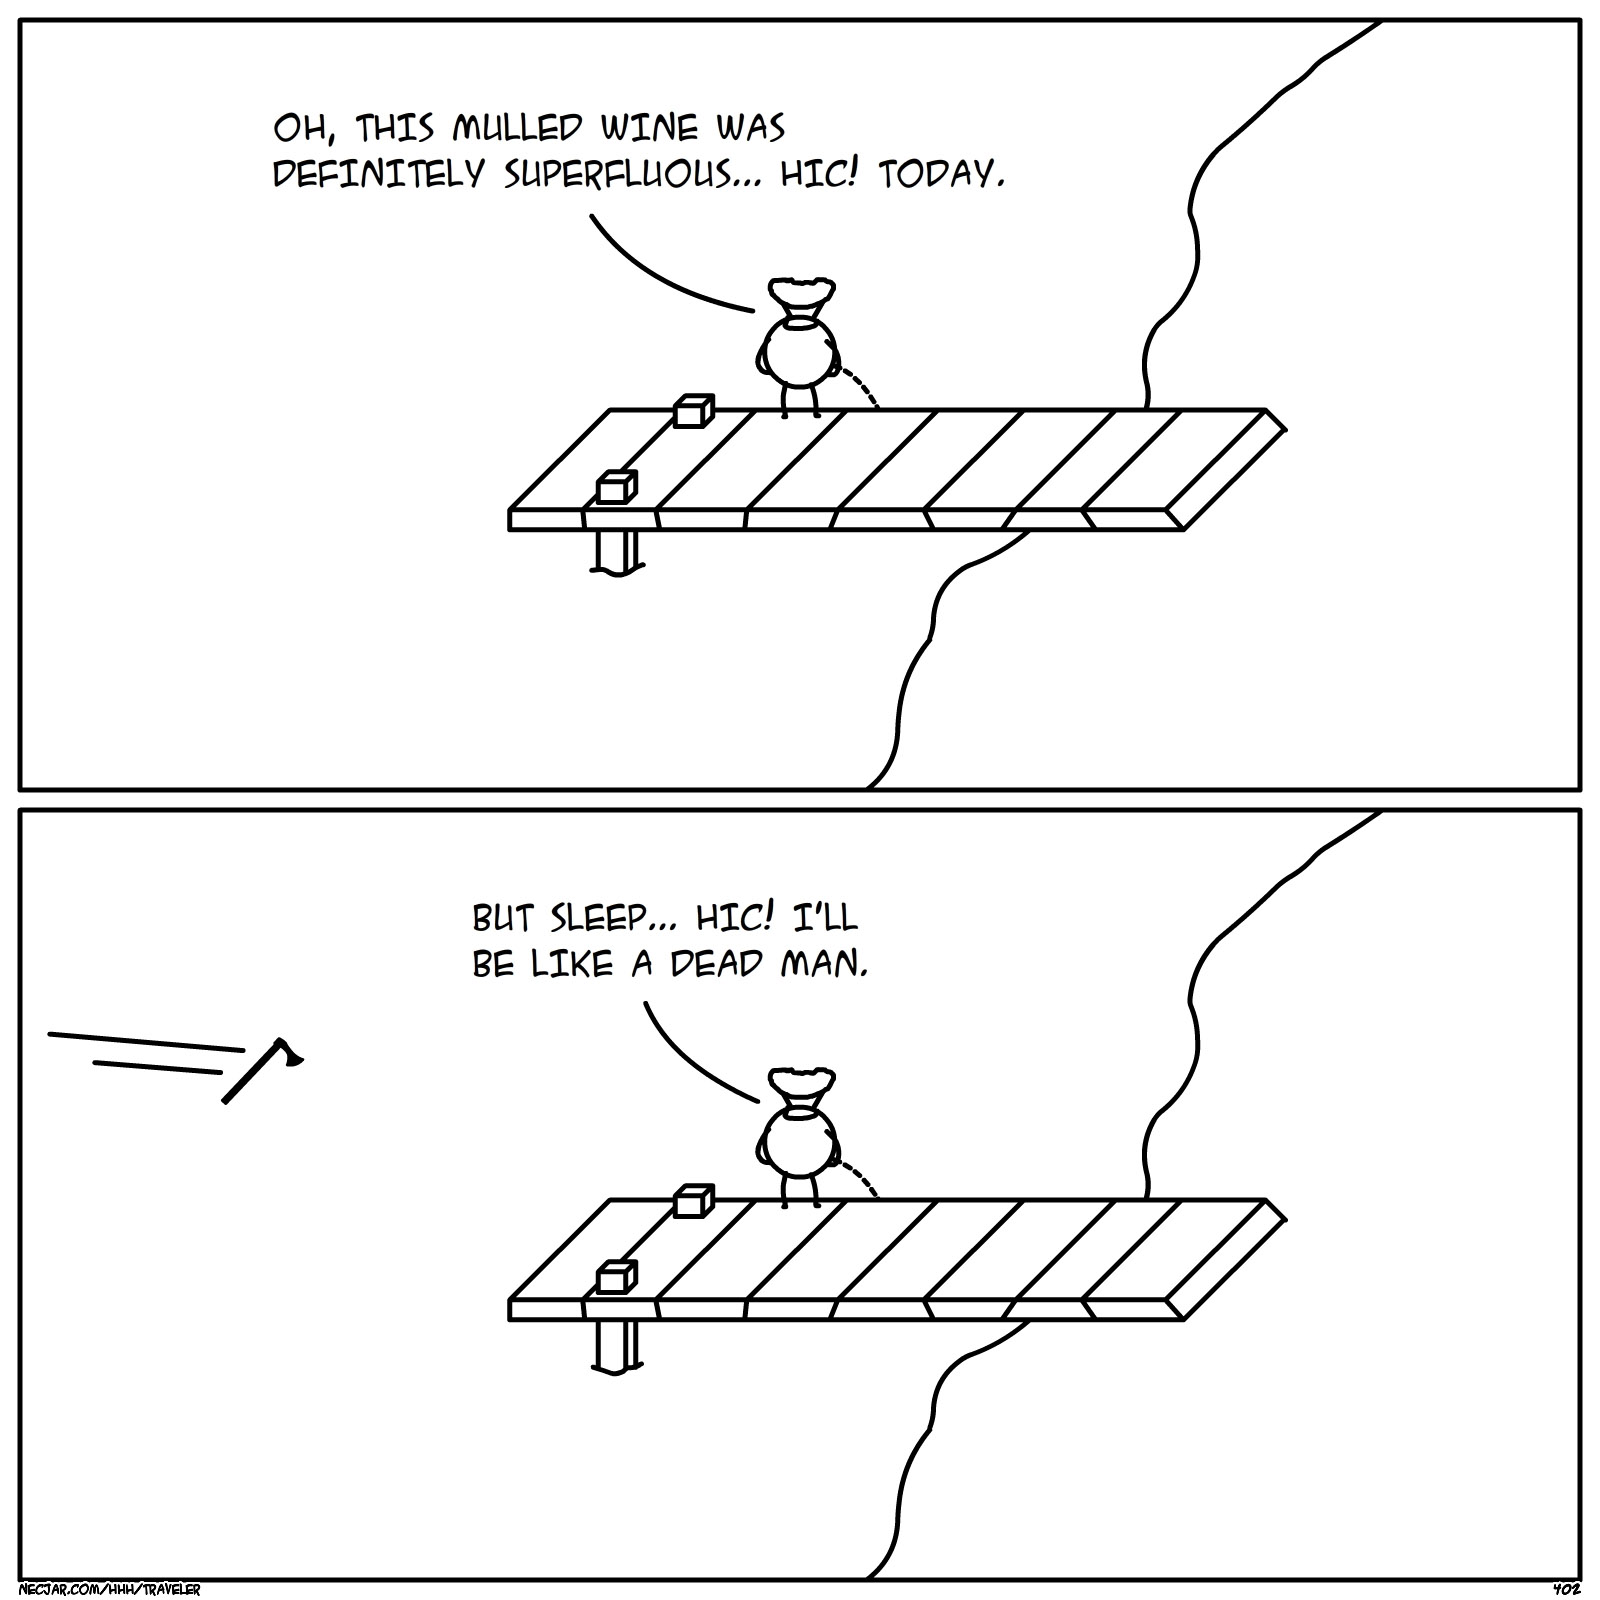 OH, THIS MULLED WINE WAS
DEFINITELY SUPERFLUOUS... HIC! TODAY.
BUT SLEEP... HIC! I'LL
BE LIKE A DEAD MAN.
NECJAR.COM/HHH/TRAVELER
402